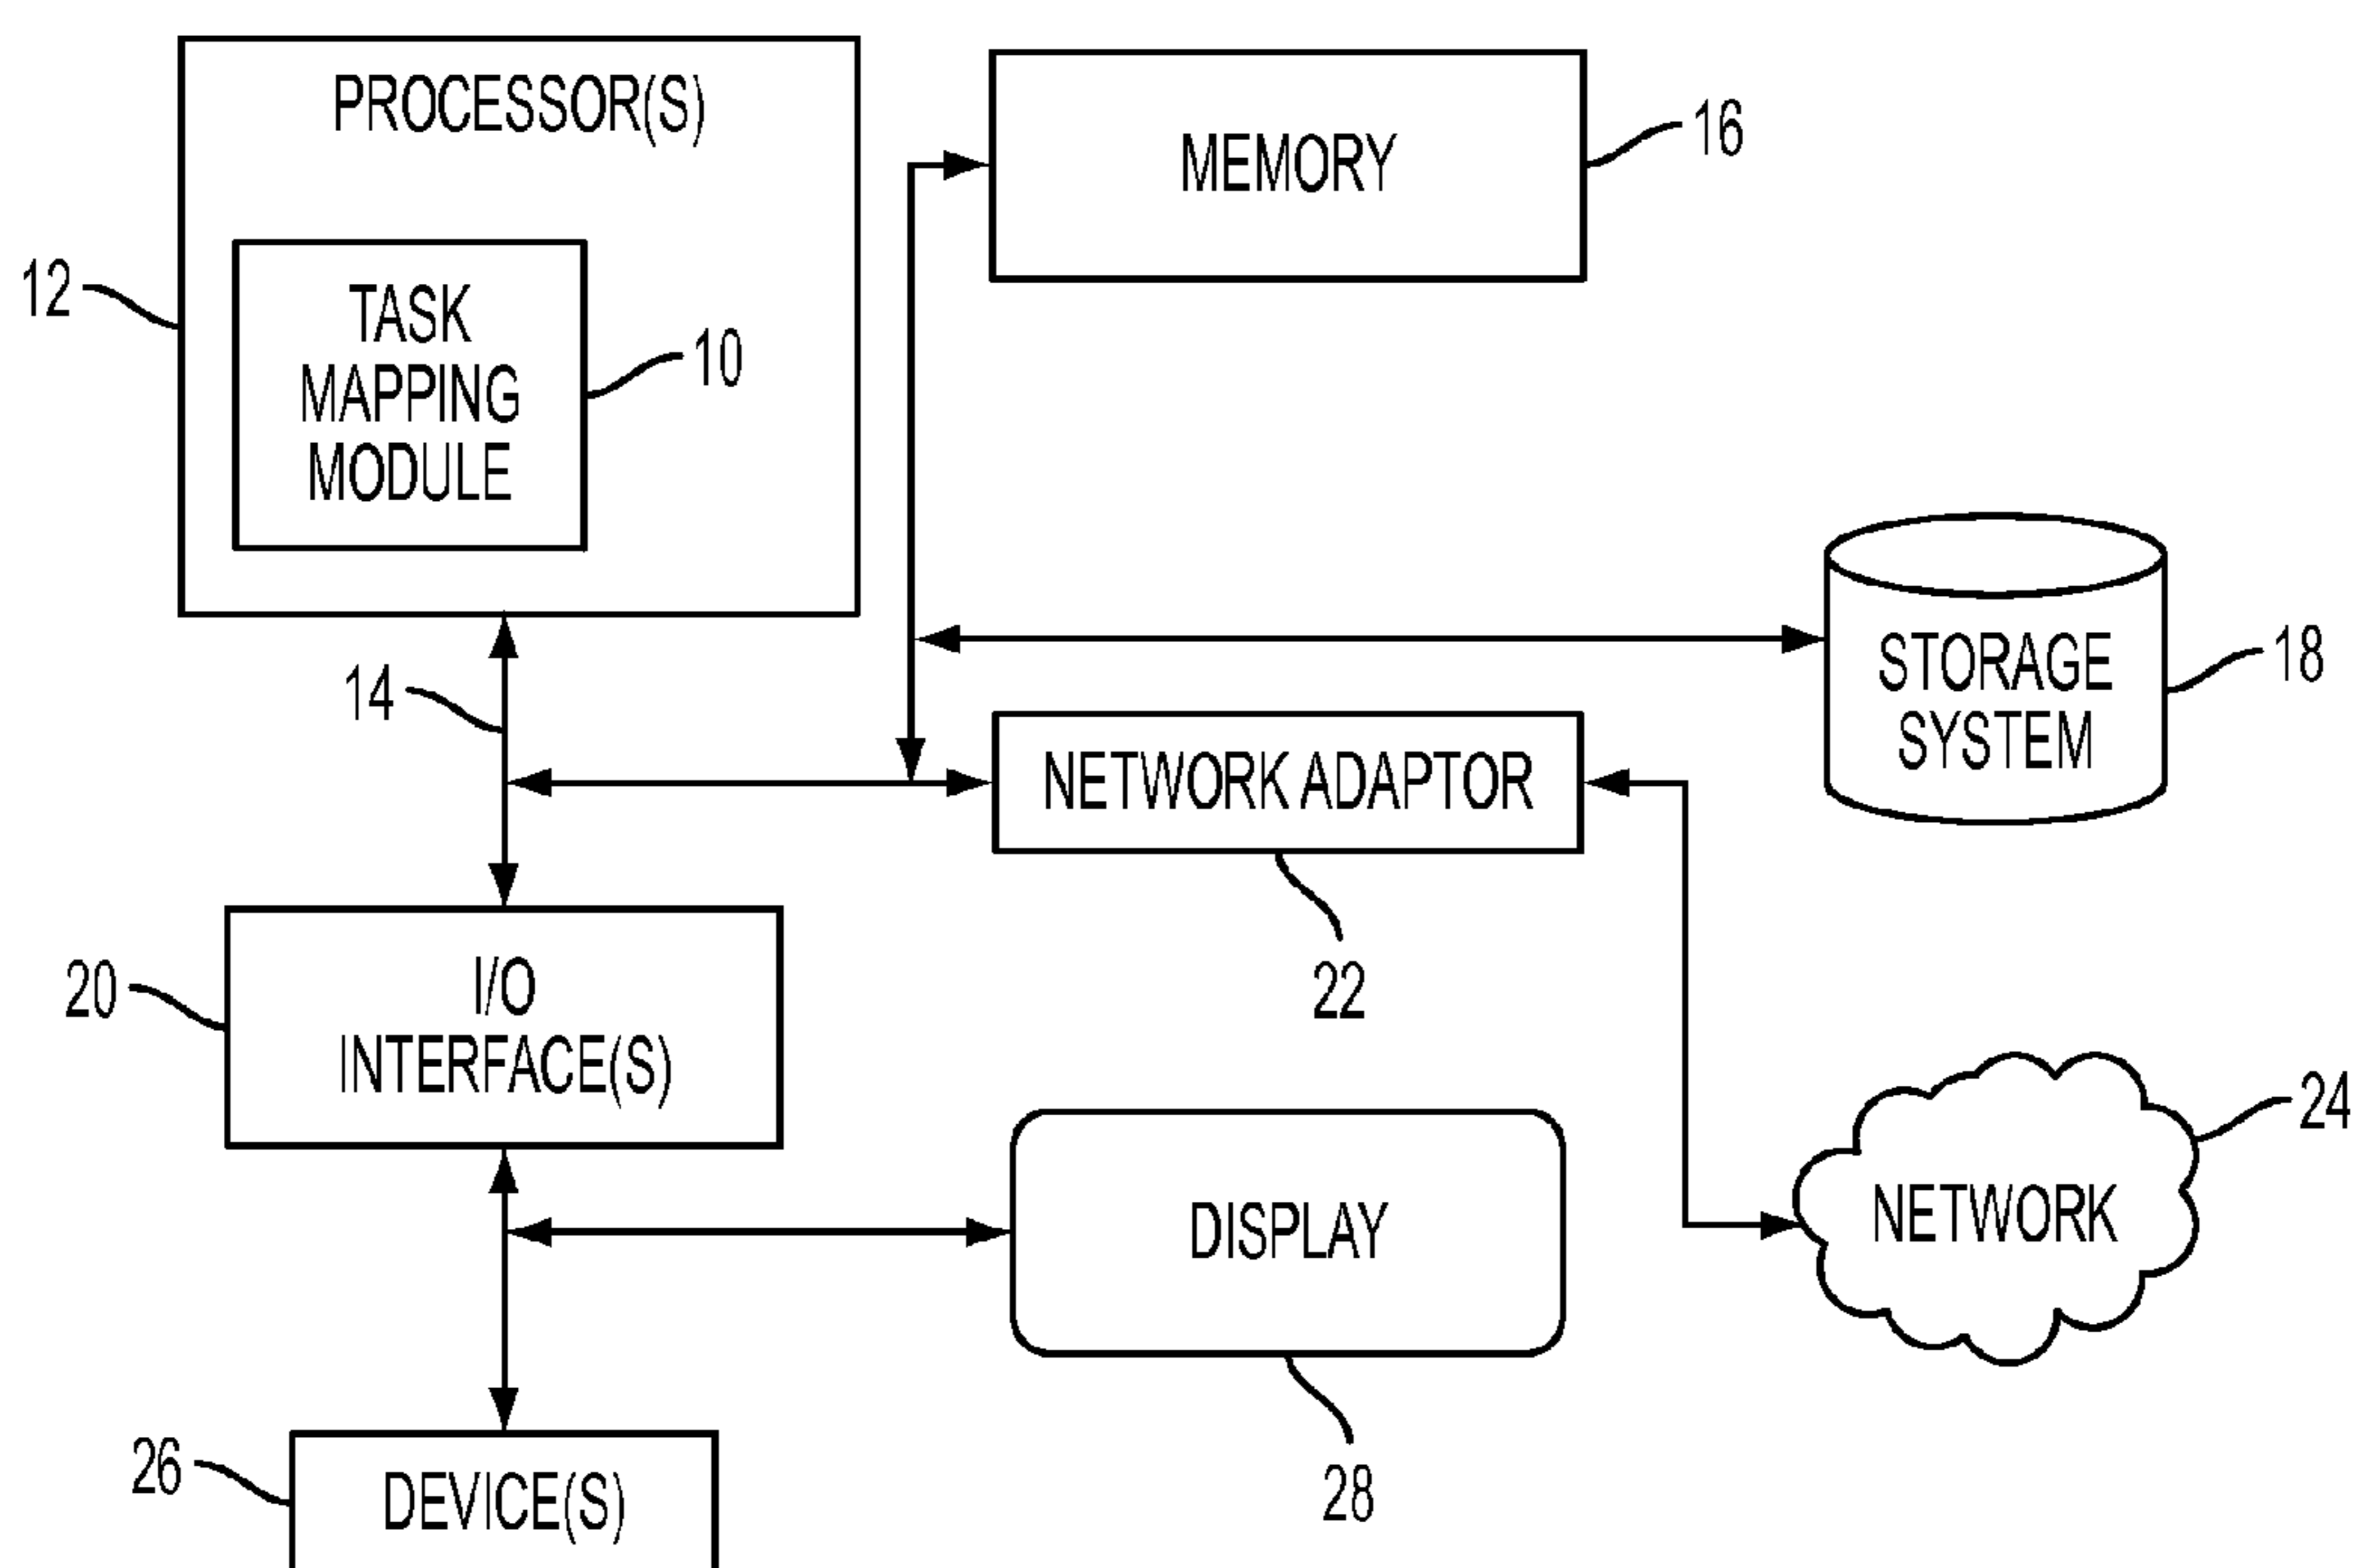 PROCESSOR(S)
MEMORY
16
12
TASK
MAPPING
MODULE
10
14
STORAGE
SYSTEM
18
NETWORK ADAPTOR
22
20
I/O
INTERFACE(S)
24
NETWORK
DISPLAY
28
26
DEVICE(S)